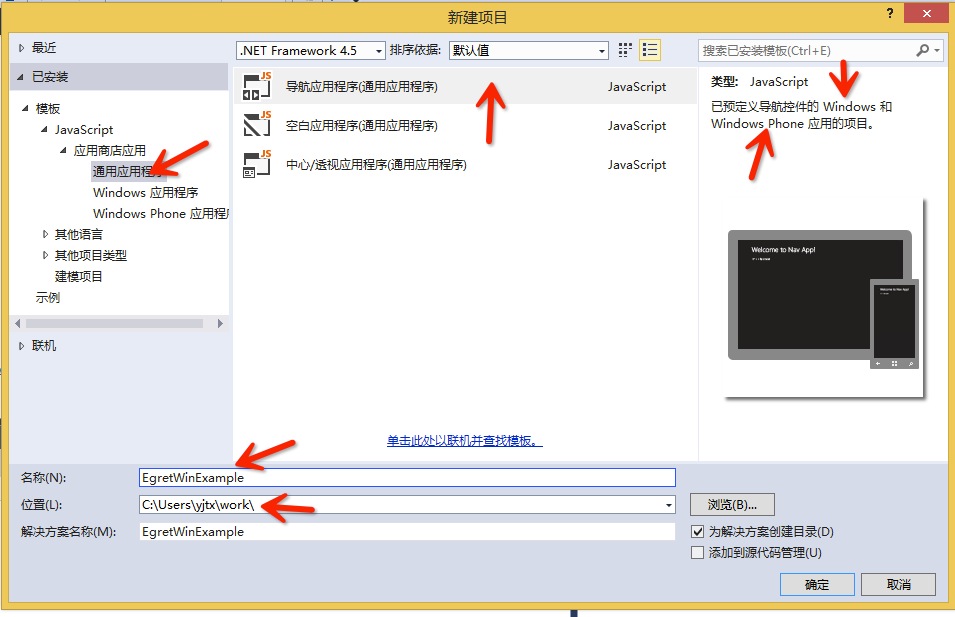 新建项目
?
最近
.NET Framework 4.5
排序依据:
默认值
搜索已安装模板(Ctrl+E)
已安装
模板
JavaScript
应用商店应用
通用应用程序
Windows 应用程序
Windows Phone 应用程序
其他语言
其他项目类型
建模项目
示例
联机
JS
导航应用程序(通用应用程序)
JavaScript
JS
空白应用程序(通用应用程序)
JavaScript
JS
中心/透视应用程序(通用应用程序)
JavaScript
单击此处以联机并查找模板。
类型: JavaScript
已预定义导航控件的 Windows 和
Windows Phone 应用的项目。
Welcome to Nav App!
Welcome to Nav App!
名称(N):
EgretWinExample
位置(L):
C:\Users\yjtx\work\
浏览(B)...
解决方案名称(M):
EgretWinExample
为解决方案创建目录(D)
添加到源代码管理(U)
确定
取消